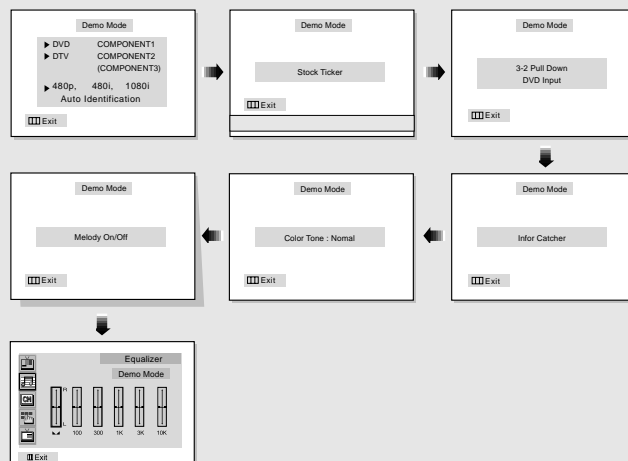 Demo Mode
DVD COMPONENT1
DTV COMPONENT2
(COMPONENT3)
480p, 480i, 1080i
Auto Identification
Exit
Demo Mode
Stock Ticker
Exit
Demo Mode
3-2 Pull Down
DVD Input
Exit
Demo Mode
Infor Catcher
Exit
Demo Mode
Color Tone : Nomal
Exit
Demo Mode
Melody On/Off
Exit
Equalizer
Demo Mode
CH
R
L
100 300 1K 3K 10K
Exit